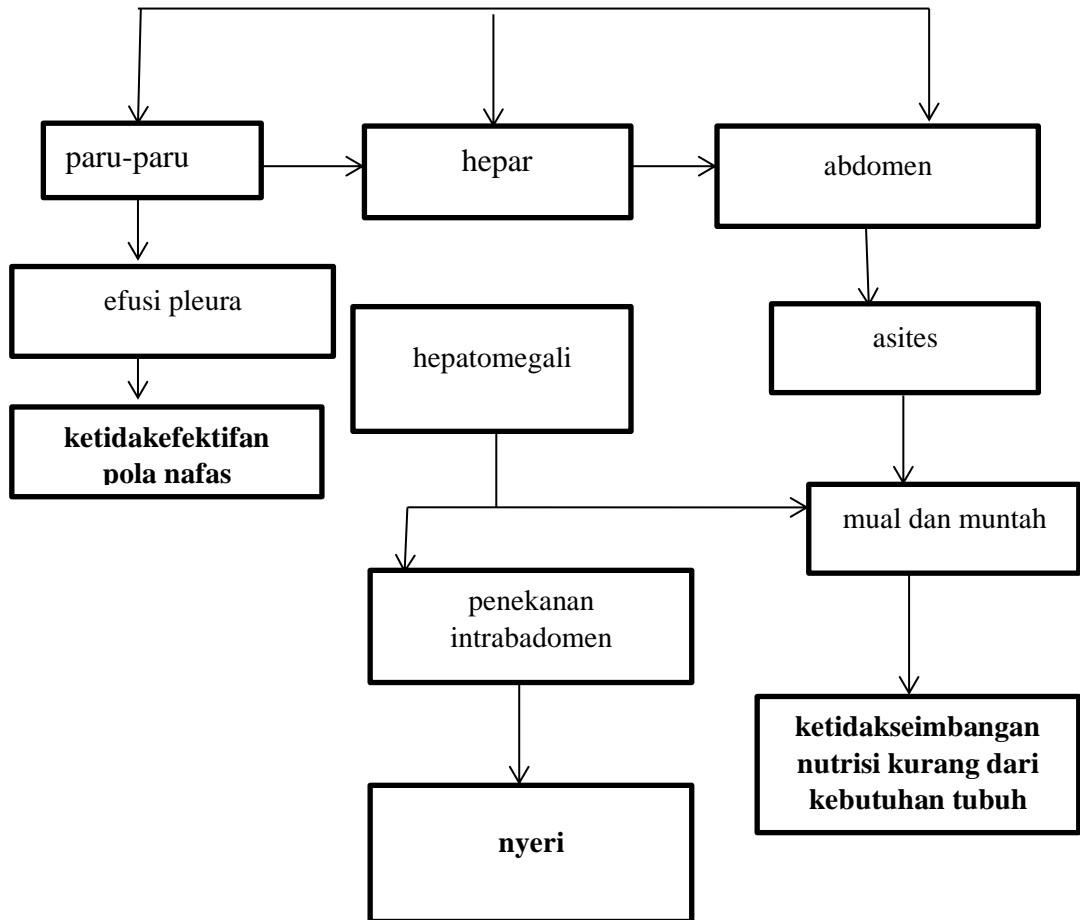 paru-paru
hepar
abdomen
efusi pleura
hepatomegali
asites
ketidakefektifan
pola nafas
mual dan muntah
penekanan
intrabadomen
ketidakseimbangan
nutrisi kurang dari
kebutuhan tubuh
nyeri